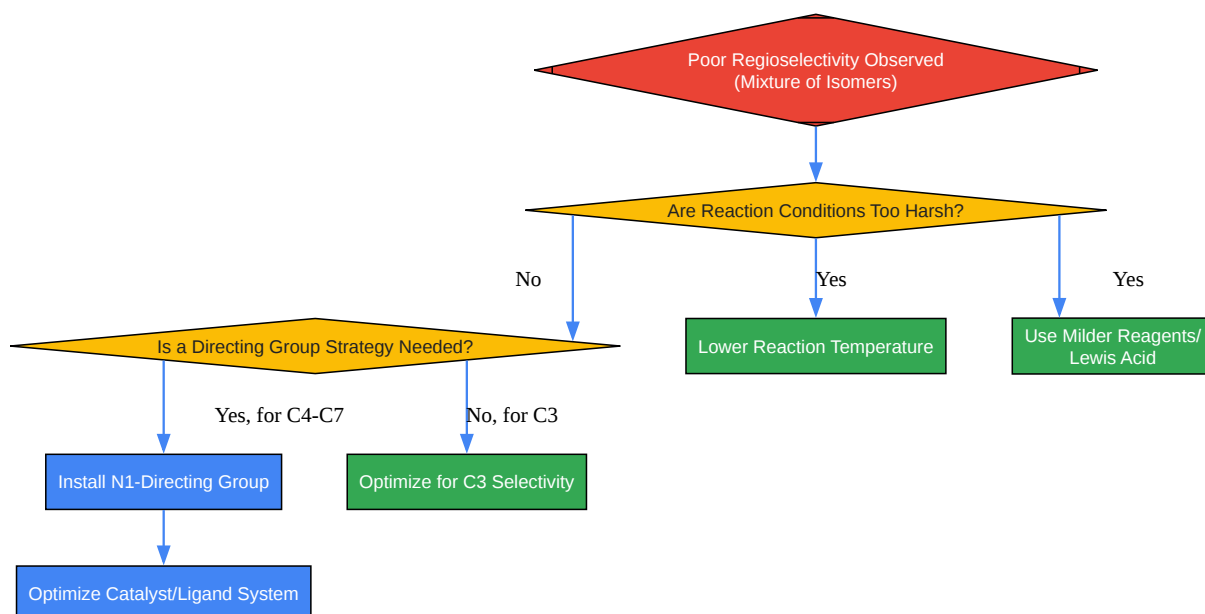 Poor Regioselectivity Observed
(Mixture of Isomers)
Are Reaction Conditions Too Harsh?
No
Yes
Yes
Is a Directing Group Strategy Needed?
Lower Reaction Temperature
Use Milder Reagents/
Lewis Acid
Yes, for C4-C7
No, for C3
Install N1-Directing Group
Optimize for C3 Selectivity
Optimize Catalyst/Ligand System